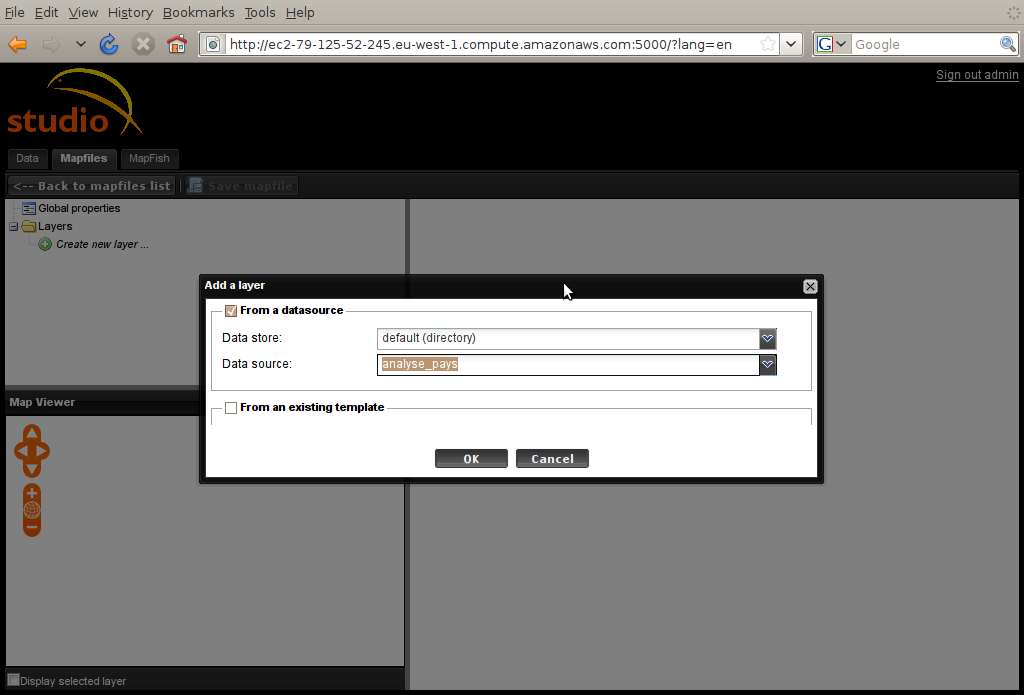 File Edit View History Bookmarks Tools Help
http://ec2-79-125-52-245.eu-west-1.compute.amazonaws.com:5000/?lang=en
G Google
Sign out admin
studio
Data Mapfiles MapFish
<-- Back to mapfiles list Save mapfile
Global properties
Layers
Create new layer ...
Add a layer
From a datasource
Data store: default (directory)
Data source: analyse_pays
From an existing template
OK Cancel
Map Viewer
Display selected layer